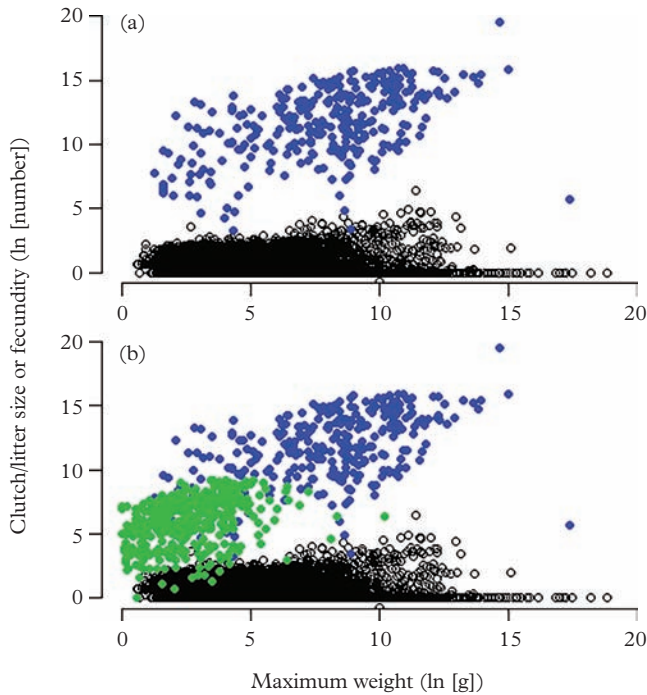 20
(a)
15
10
5
0
0 5 10 15 20
20
(b)
15
10
5
0
0 5 10 15 20
Clutch/litter size or fecundity (ln [number])
Maximum weight (ln [g])